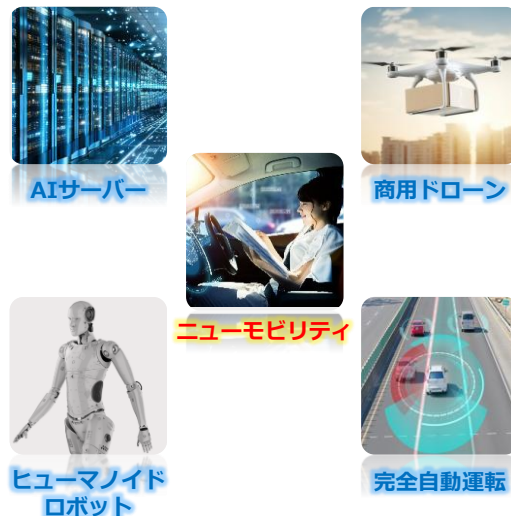 AIサーバー
商用ドローン
ニューモビリティ
ヒューマノイド
ロボット
完全自動運転